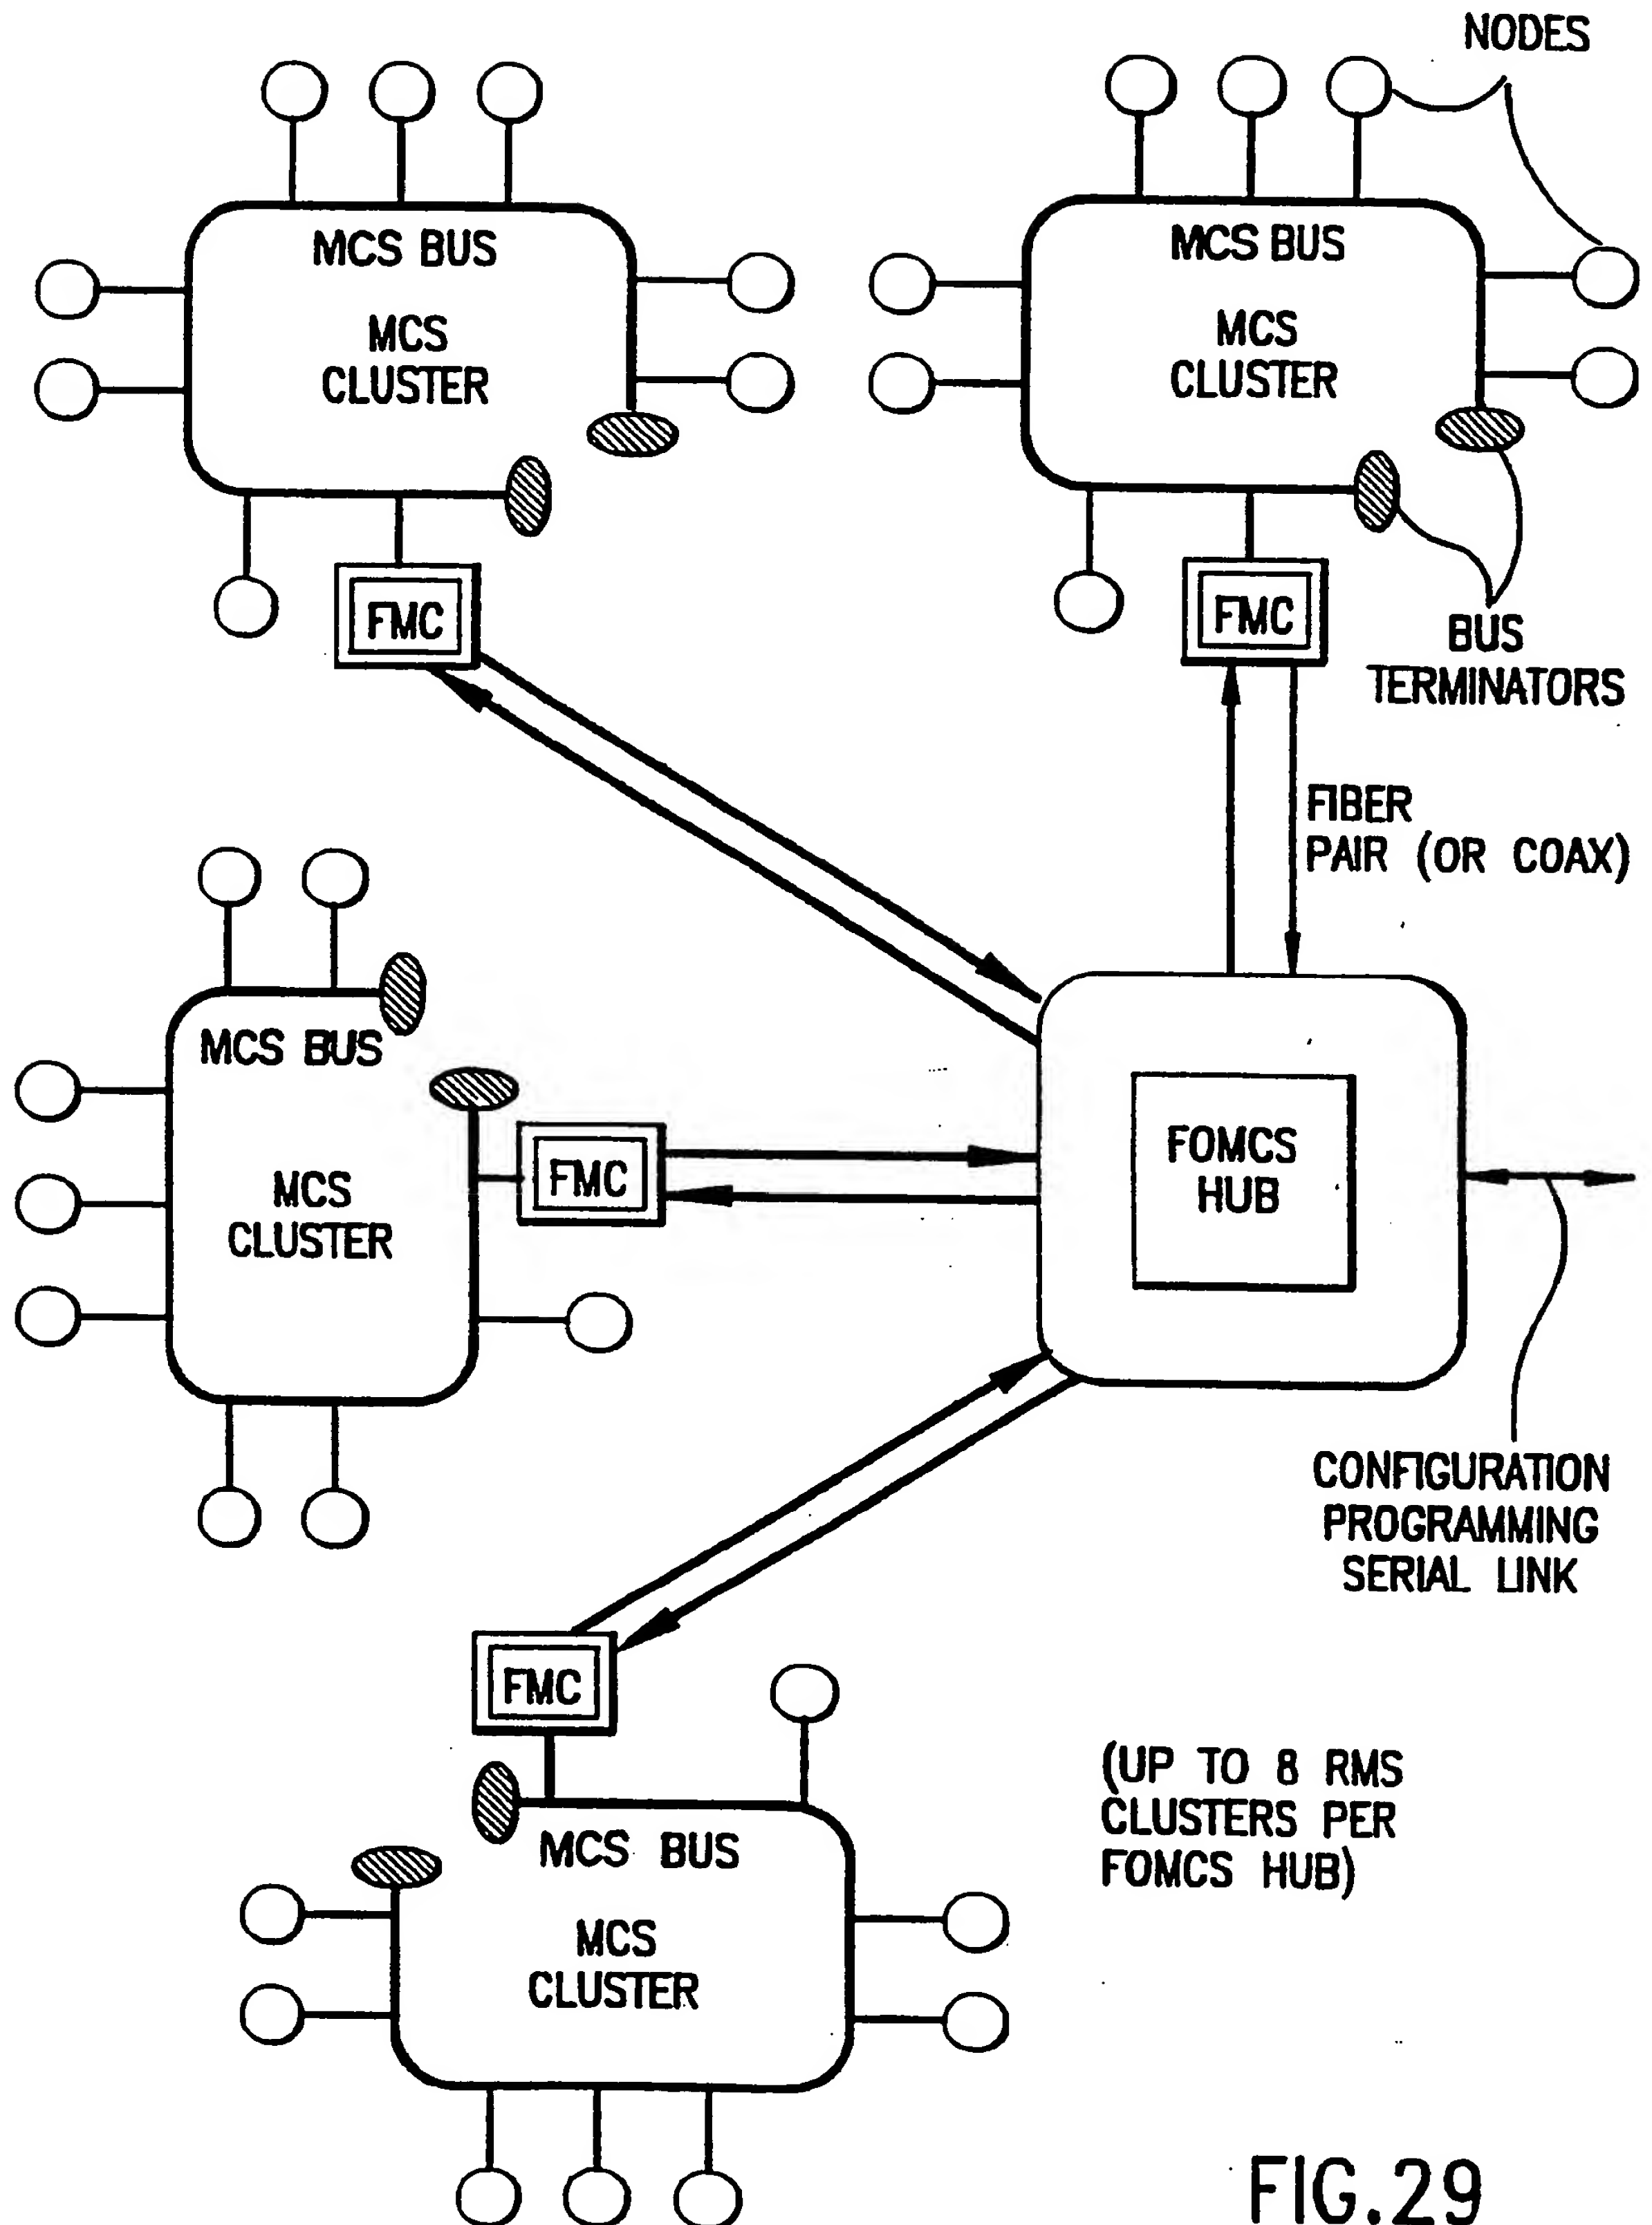 NODES
MCS BUS
MCS
CLUSTER
MCS BUS
MCS
CLUSTER
FMC
FMC
BUS
TERMINATORS
FIBER
PAIR (OR COAX)
MCS BUS
MCS
CLUSTER
FMC
FOMCS
HUB
CONFIGURATION
PROGRAMMING
SERIAL LINK
FMC
MCS BUS
MCS
CLUSTER
(UP TO 8 RMS
CLUSTERS PER
FOMCS HUB)
FIG.29